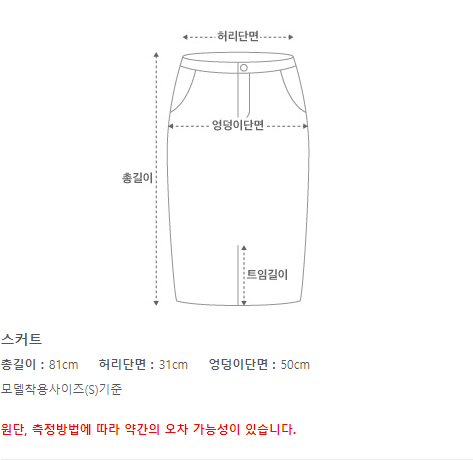 허리단면
엉덩이단면
총길이
트임길이
스커트
총길이 : 81cm 허리단면 : 31cm 엉덩이단면 : 50cm
모델착용사이즈(S)기준
원단, 측정방법에 따라 약간의 오차 가능성이 있습니다.